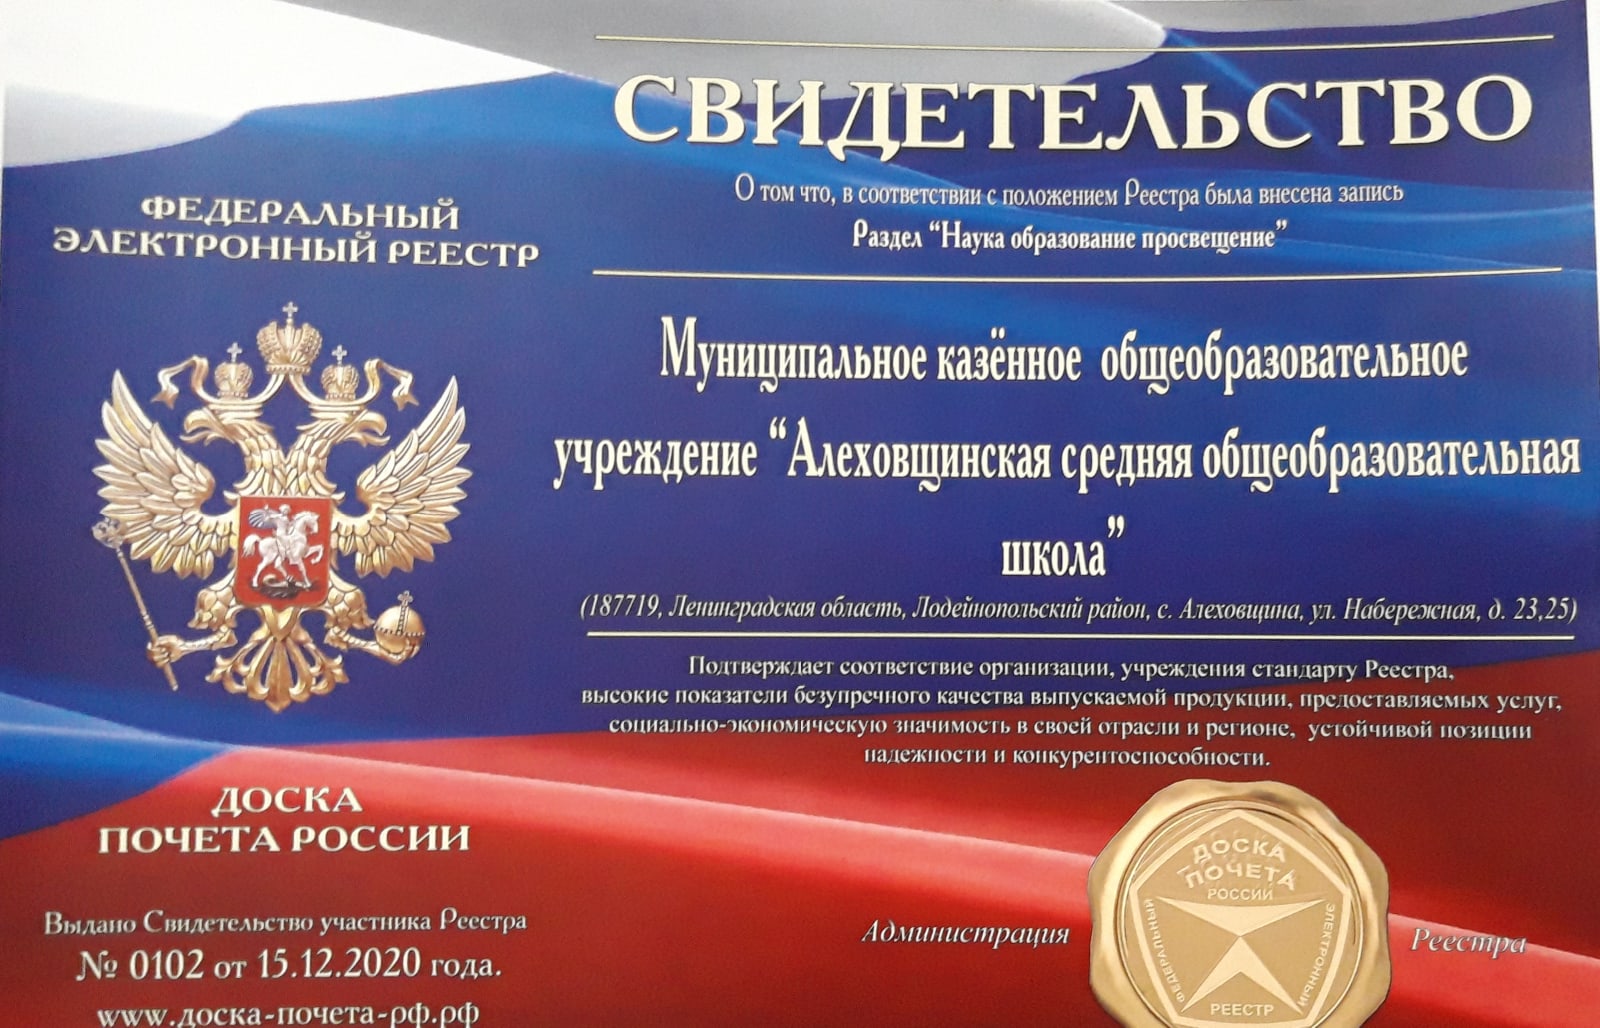 СВИДЕТЕЛЬСТВО
О том что, в соответствии с положением Реестра была внесена запись
Раздел “Наука образование просвещение”
ФЕДЕРАЛЬНЫЙ
ЭЛЕКТРОННЫЙ РЕЕСТР
Муниципальное казённое общеобразовательное
учреждение “Алеховщинская средняя общеобразовательная
школа”
(187719, Ленинградская область, Лодейнопольский район, с. Алеховщина, ул. Набережная, д. 23,25)
Подтверждает соответствие организации, учреждения стандарту Реестра,
высокие показатели безупречного качества выпускаемой продукции, предоставляемых услуг,
социально-экономическую значимость в своей отрасли и регионе, устойчивой позиции
надежности и конкурентоспособности.
ДОСКА
ПОЧЕТА РОССИИ
Выдано Свидетельство участника Реестра
№ 0102 от 15.12.2020 года.
www.доска-почета-рф.рф
Администрация Реестра
ДОСКА
ПОЧЕТА
РОССИИ
ФЕДЕРАЛЬНЫЙ
ЭЛЕКТРОННЫЙ
РЕЕСТР